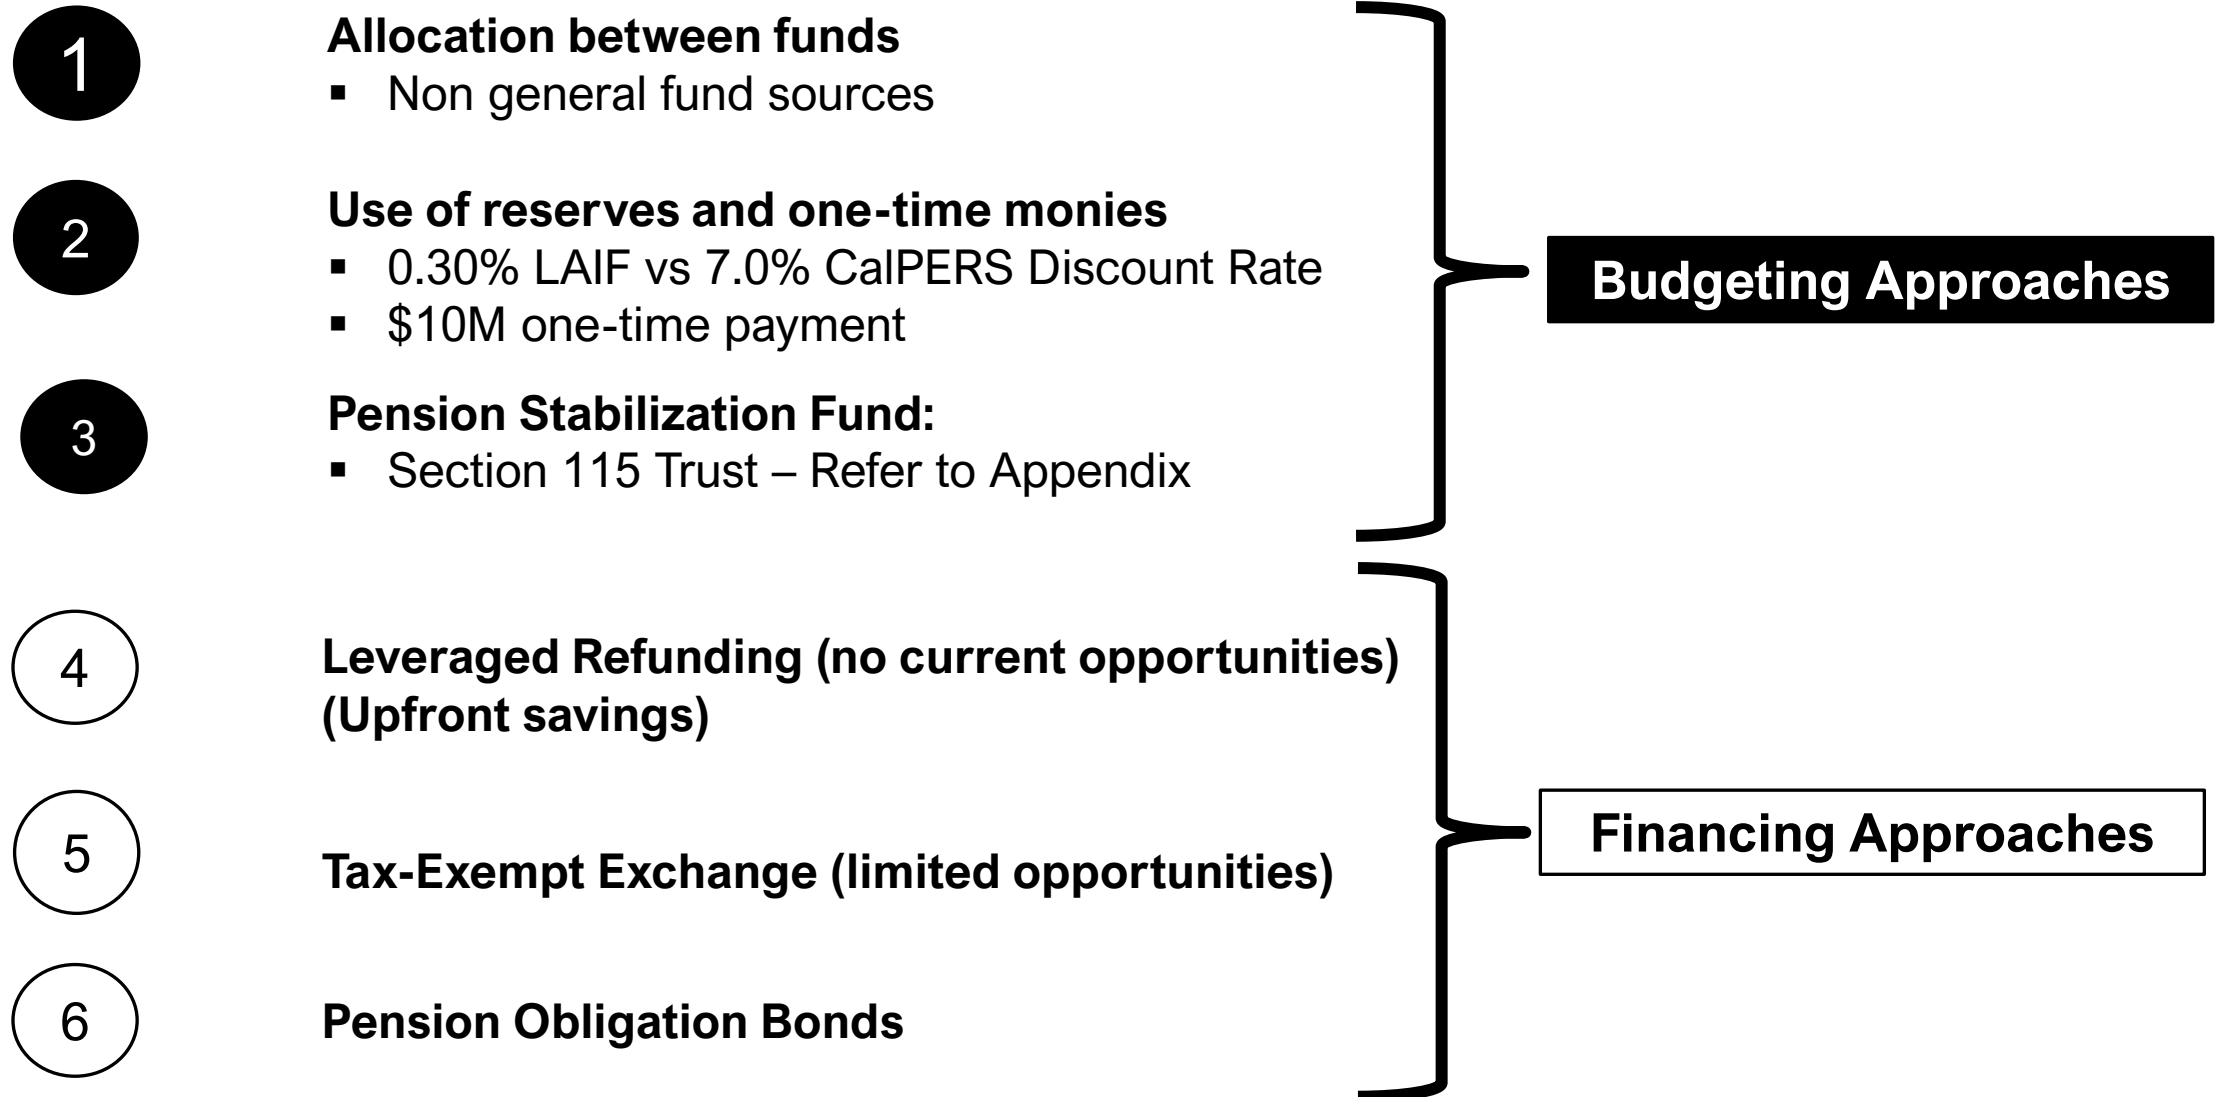 1
Allocation between funds
▪ Non general fund sources
2
Use of reserves and one-time monies
▪ 0.30% LAIF vs 7.0% CalPERS Discount Rate
▪ $10M one-time payment
3
Pension Stabilization Fund:
▪ Section 115 Trust – Refer to Appendix
Budgeting Approaches
4
Leveraged Refunding (no current opportunities)
(Upfront savings)
5
Tax-Exempt Exchange (limited opportunities)
6
Pension Obligation Bonds
Financing Approaches